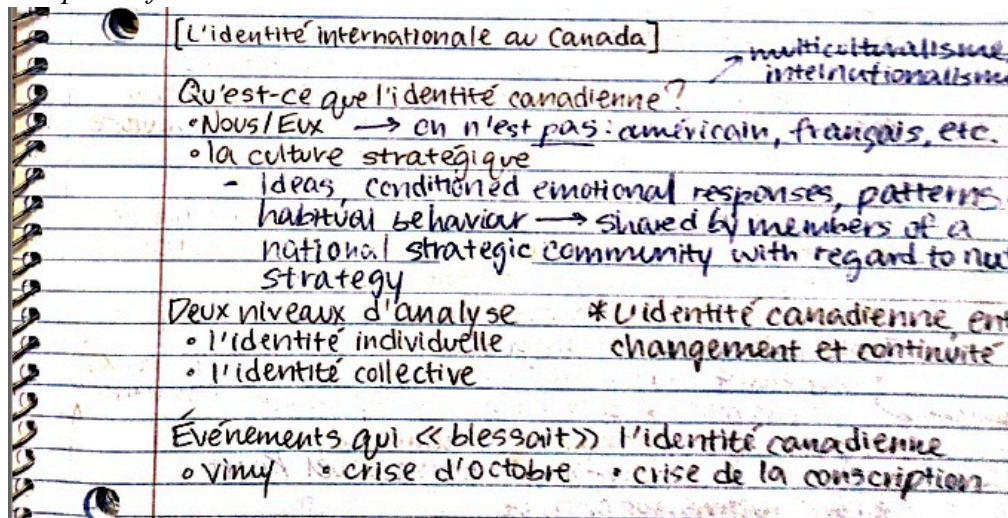 [L'identité internationale au Canada]
→ multiculturalisme,
internationalisme
Qu'est-ce que l'identité canadienne?
• Nous/Eux → on n'est pas: américain, français, etc.
• la culture stratégique
- Ideas, conditioned emotional responses, patterns
habitual behaviour → shared by members of a
national strategic community with regard to
strategy
Deux niveaux d'analyse * L'identité canadienne,
• l'identité individuelle changement et continuité
• l'identité collective
Événements qui << blessait >> l'identité canadienne
• Vimy • crise d'octobre • crise de la conscription